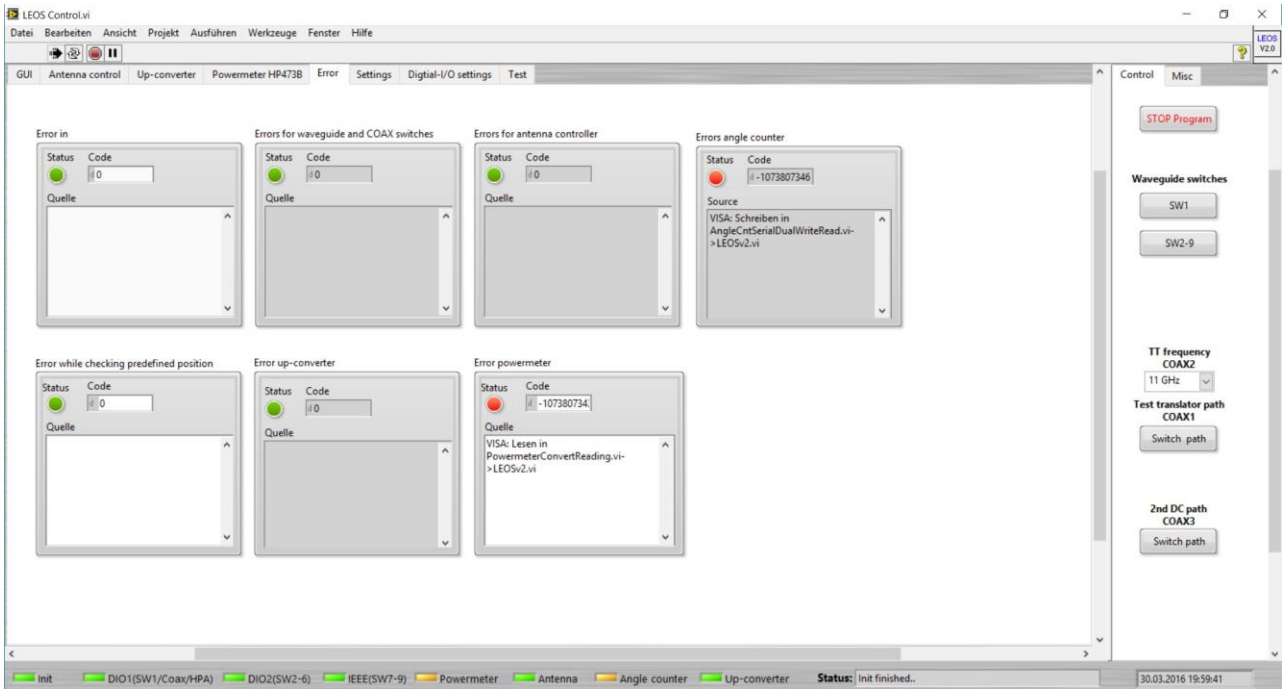 LEOS Control.vi
Datei Bearbeiten Ansicht Projekt Ausführen Werkzeuge Fenster Hilfe
LEOS
V2.0
GUI Antenna control Up-converter Powermeter HP473B Error Settings Digtial-I/O settings Test
Control Misc
Error in
Status Code
0
Quelle
Errors for waveguide and COAX switches
Status Code
0
Quelle
Errors for antenna controller
Status Code
0
Quelle
Errors angle counter
Status Code
-1073807346
Source
VISA: Schreiben in
AngleCntSerialDualWriteRead.vi-
>LEOSv2.vi
Error while checking predefined position
Status Code
0
Quelle
Error up-converter
Status Code
0
Quelle
Error powermeter
Status Code
-107380734
Quelle
VISA: Lesen in
PowermeterConvertReading.vi-
>LEOSv2.vi
STOP Program
Waveguide switches
SW1
SW2-9
TT frequency
COAX2
11 GHz
Test translator path
COAX1
Switch path
2nd DC path
COAX3
Switch path
Init DIO1(SW1/Coax/HPA) DIO2(SW2-6) IEEE(SW7-9) Powermeter Antenna Angle counter Up-converter Status: Init finished..
30.03.2016 19:59:41